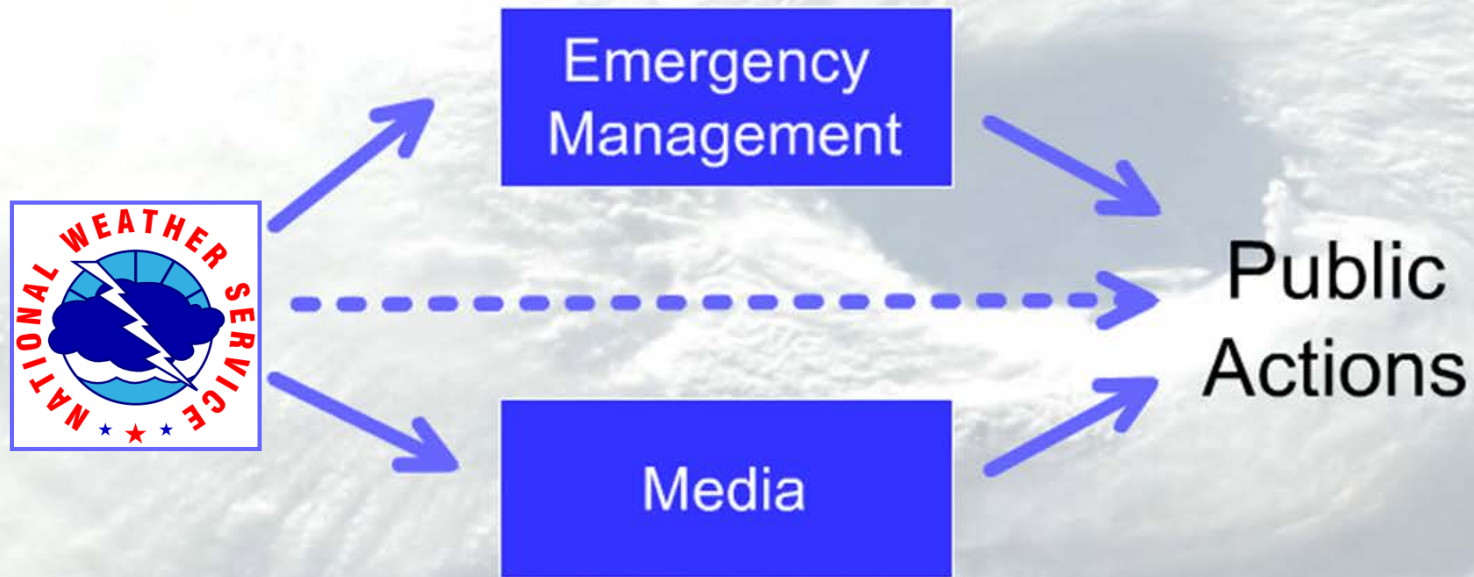 Emergency
Management
NATIONAL WEATHER SERVICE
Public
Actions
Media